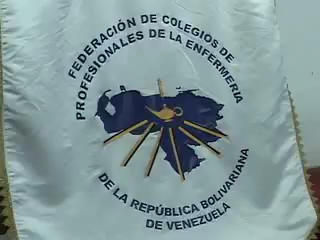 FEDERACIÓN DE COLEGIOS DE
PROFESIONALES DE LA ENFERMERIA
DE LA REPÚBLICA BOLIVARIANA
DE VENEZUELA